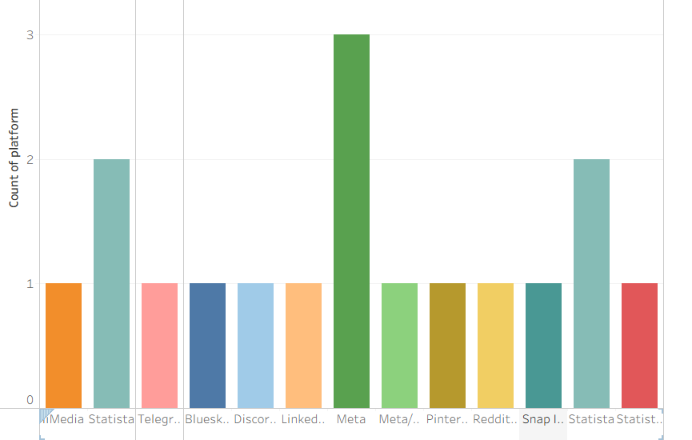 3
Count of platform
2
1
0
iiMedia Statista Telegr.. Bluesk.. Discor.. Linked.. Meta Meta/.. Pinter.. Reddit.. Snap I.. Statista Statist..